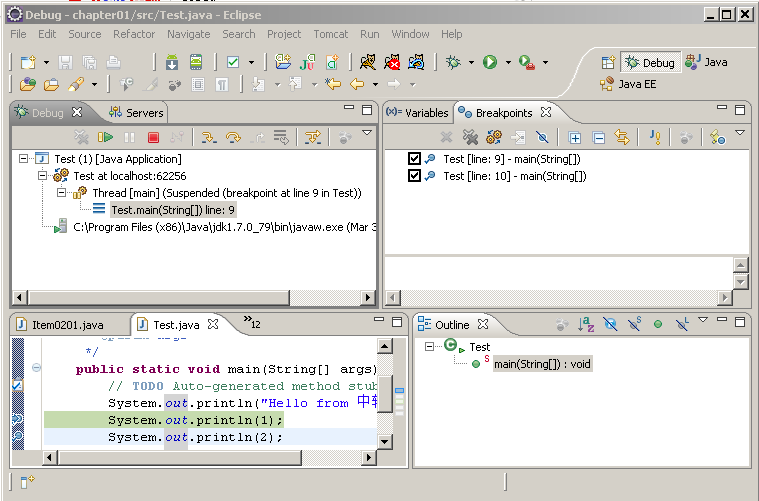 Debug - chapter01/src/Test.java - Eclipse
File Edit Source Refactor Navigate Search Project Tomcat Run Window Help
Debug Java
Java EE
Debug Servers
Variables Breakpoints
Test (1) [Java Application]
Test at localhost:62256
Thread [main] (Suspended (breakpoint at line 9 in Test))
Test.main(String[]) line: 9
C:\Program Files (x86)\Java\jdk1.7.0_79\bin\javaw.exe (Mar 3
Test [line: 9] - main(String[])
Test [line: 10] - main(String[])
Item0201.java Test.java »12
*/
public static void main(String[] args)
// TODO Auto-generated method stub
System.out.println("Hello from 中
System.out.println(1);
System.out.println(2);
Outline
Test
main(String[]) : void